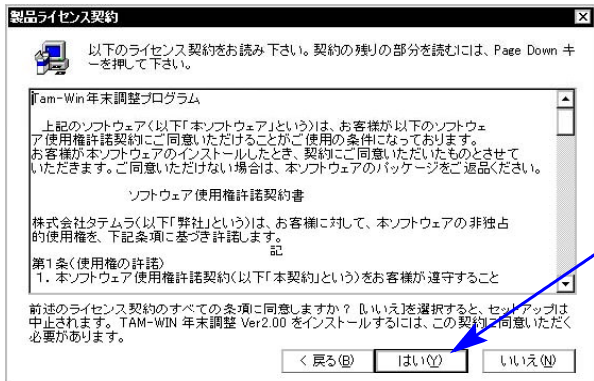 製品ライセンス契約
以下のライセンス契約をお読み下さい。契約の残りの部分を読むには、Page Down キ
ーを押して下さい。
Tam-Win年末調整プログラム
上記のソフトウェア(以下「本ソフトウェア」という)は、お客様が以下のソフトウェ
ア使用権許諾契約にご同意いただけることがご使用の条件になっております。
お客様が本ソフトウェアのインストールしたとき、契約にご同意いただいたものとさせて
いただきます。ご同意いただけない場合は、本ソフトウェアのパッケージをご返品ください。
ソフトウェア使用権許諾契約書
株式会社タテムラ(以下「弊社」という)は、お客様に対して、本ソフトウェアの非独占
的使用権を、下記条項に基づき許諾します。
記
第1条(使用権の許諾)
1. 本ソフトウェア使用権許諾契約(以下「本契約」という)をお客様が遵守すること
前述のライセンス契約のすべての条項に同意しますか? [いいえ]を選択すると、セットアップは
中止されます。TAM-WIN 年末調整 Ver2.00 をインストールするには、この契約に同意いただく
必要があります。
< 戻る(B) はい(Y) いいえ(N)